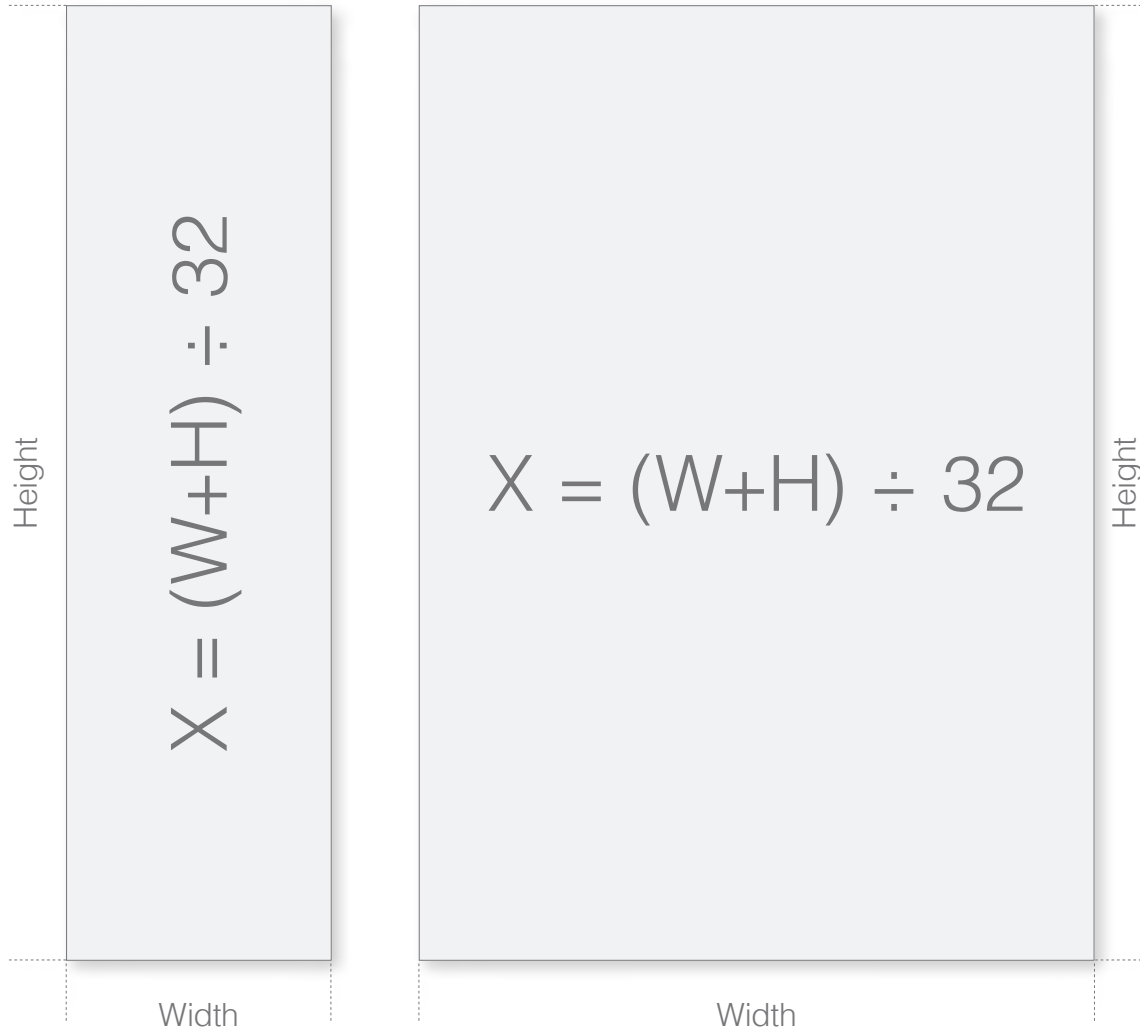 Height
X = (W+H) ÷ 32
Width
X = (W+H) ÷ 32
Height
Width